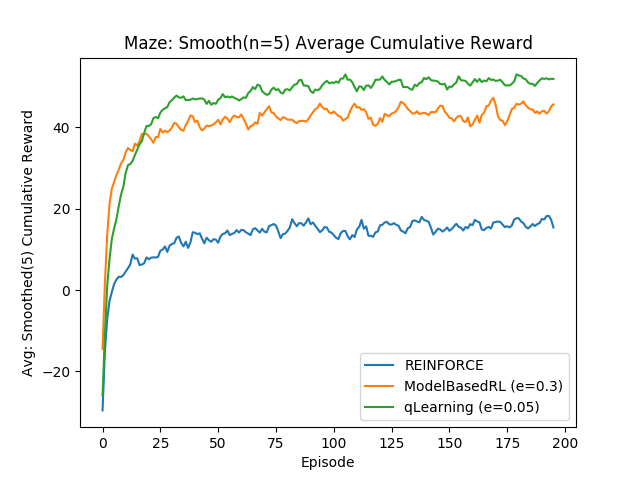 Maze: Smooth(n=5) Average Cumulative Reward
Avg: Smoothed(5) Cumulative Reward
40
20
0
−20
0 25 50 75 100 125 150 175 200
Episode
REINFORCE
ModelBasedRL (e=0.3)
qLearning (e=0.05)